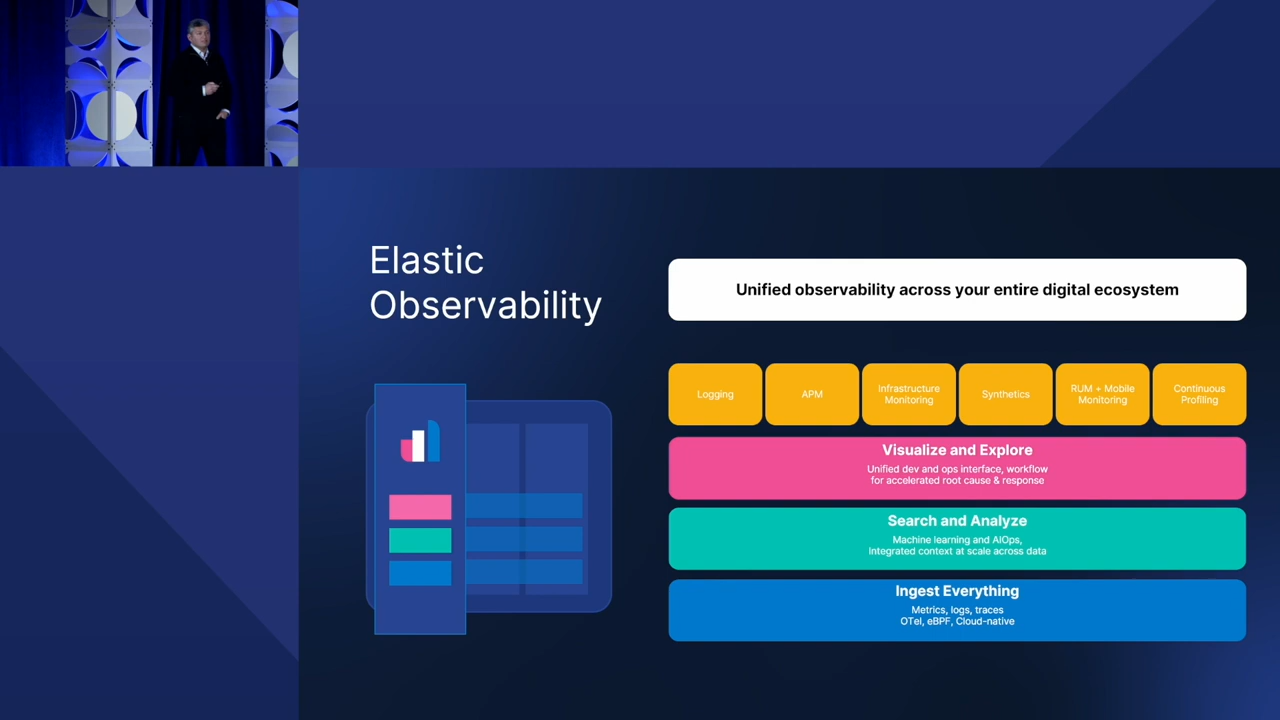 Elastic
Observability
Unified observability across your entire digital ecosystem
Logging
APM
Infrastructure
Monitoring
Synthetics
RUM + Mobile
Monitoring
Continuous
Profiling
Visualize and Explore
Unified dev and ops interface, workflow
for accelerated root cause & response
Search and Analyze
Machine learning and AIOps,
Integrated context at scale across data
Ingest Everything
Metrics, logs, traces
OTel, eBPF, Cloud-native